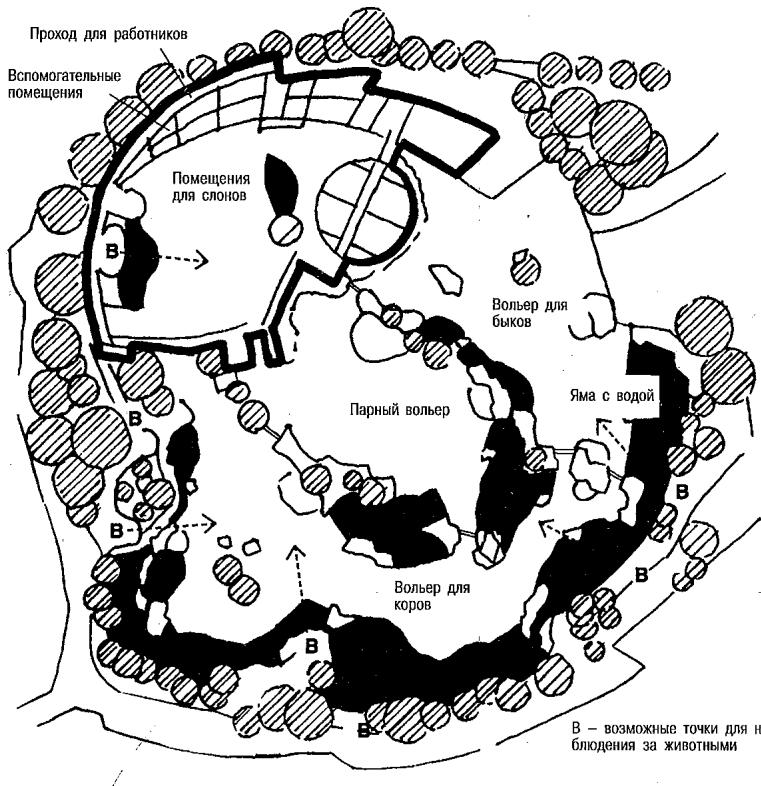 Проход для работников
Вспомогательные
помещения
Помещения
для слонов
В
Вольер для
быков
Яма с водой
Парный вольер
В
В
В
Вольер для
коров
В
В
В
В – возможные точки для н
блюдения за животными